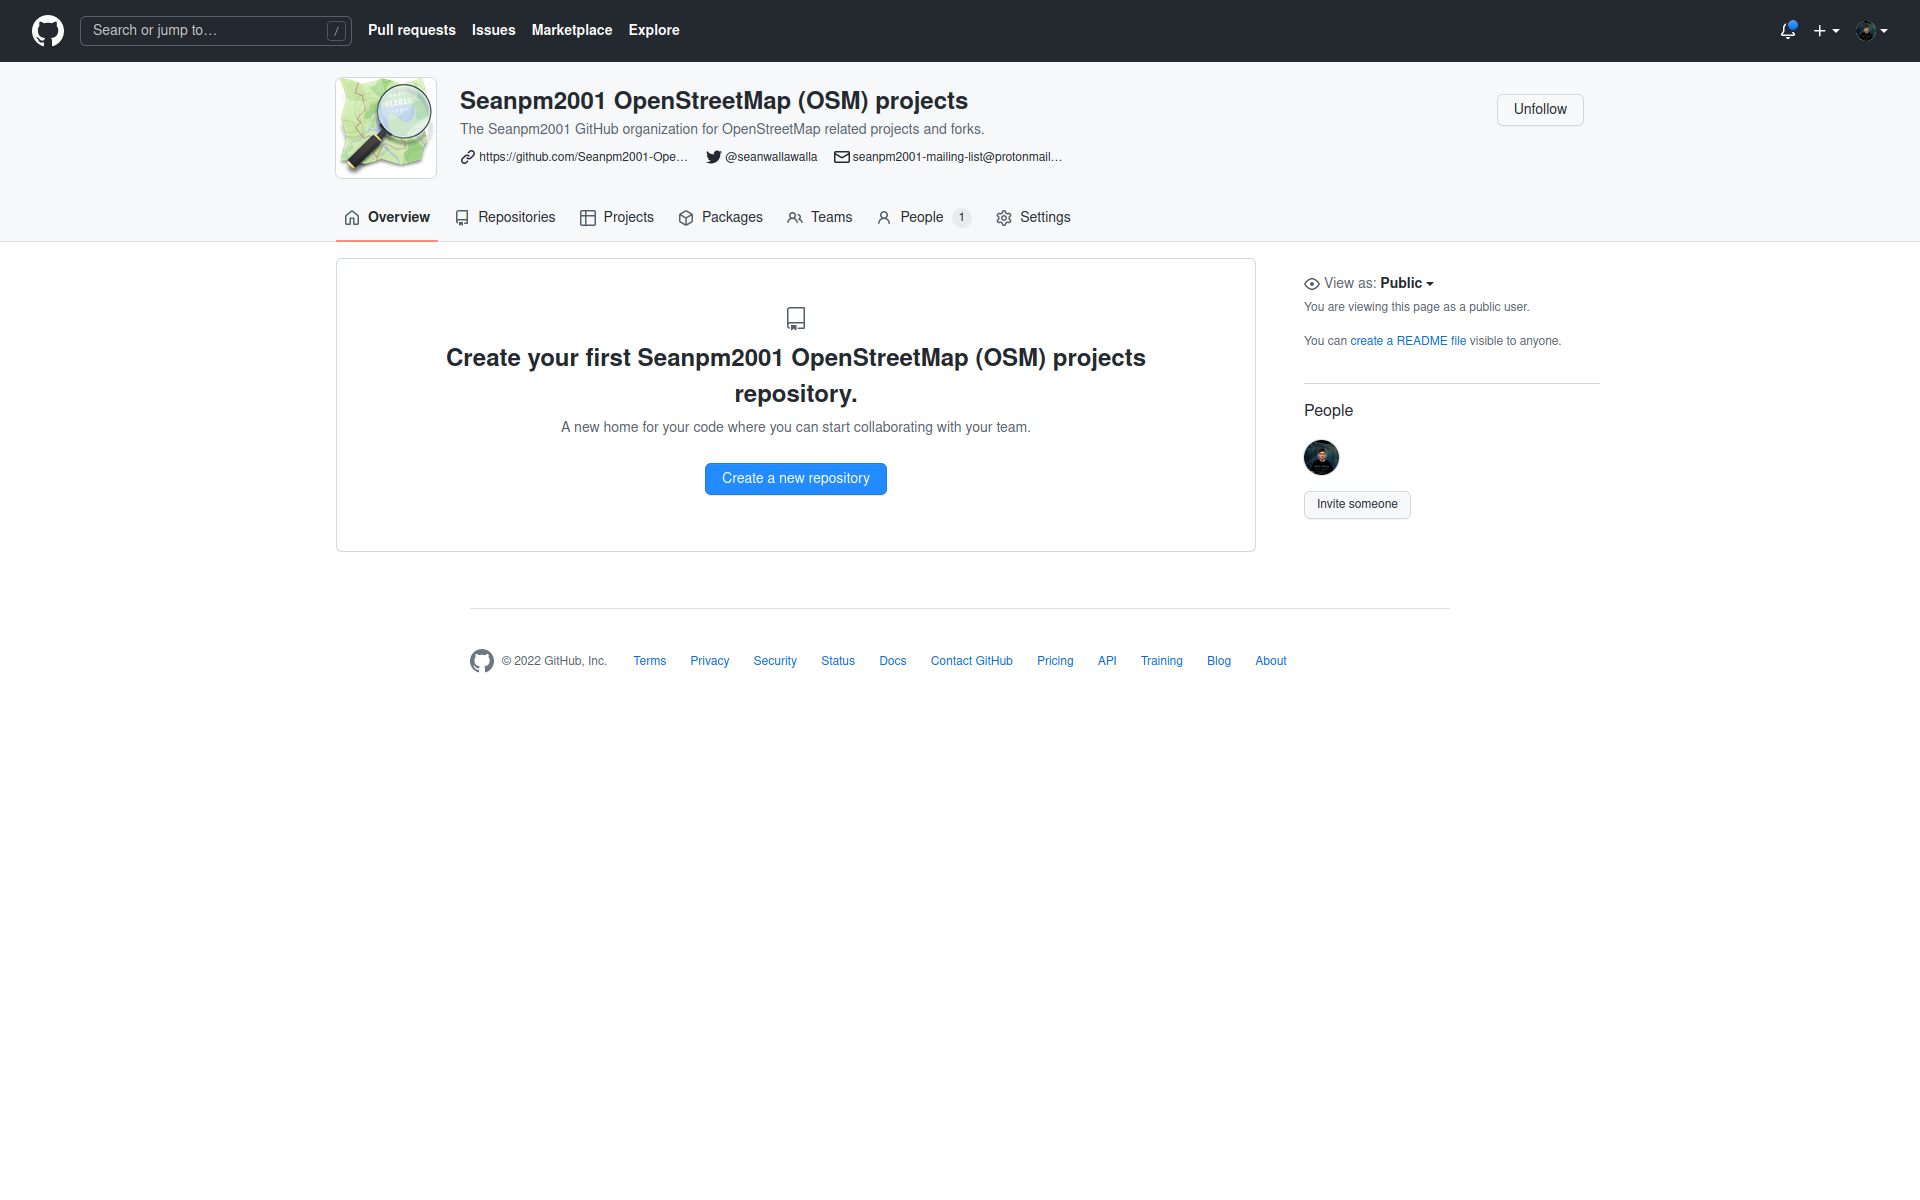 Search or jump to… /
Pull requests Issues Marketplace Explore
Seanpm2001 OpenStreetMap (OSM) projects
Unfollow
The Seanpm2001 GitHub organization for OpenStreetMap related projects and forks.
https://github.com/Seanpm2001-Ope… @seanwallawalla seanpm2001-mailing-list@protonmail…
Overview Repositories Projects Packages Teams People 1 Settings
Create your first Seanpm2001 OpenStreetMap (OSM) projects
repository.
A new home for your code where you can start collaborating with your team.
Create a new repository
View as: Public
You are viewing this page as a public user.
You can create a README file visible to anyone.
People
Invite someone
© 2022 GitHub, Inc. Terms Privacy Security Status Docs Contact GitHub Pricing API Training Blog About